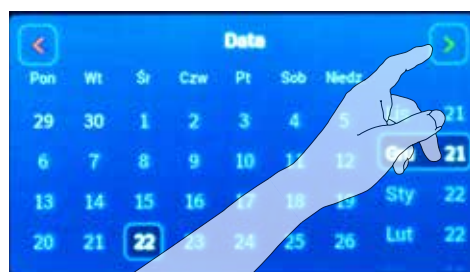 Data
Pon Wt Śr Czw Pt Sob Niedz
29 30 1 2 3 4 5 21
6 7 8 9 10 11 12 21
13 14 15 16 17 18 19 Sty 22
20 21 22 23 24 25 26 Lut 22